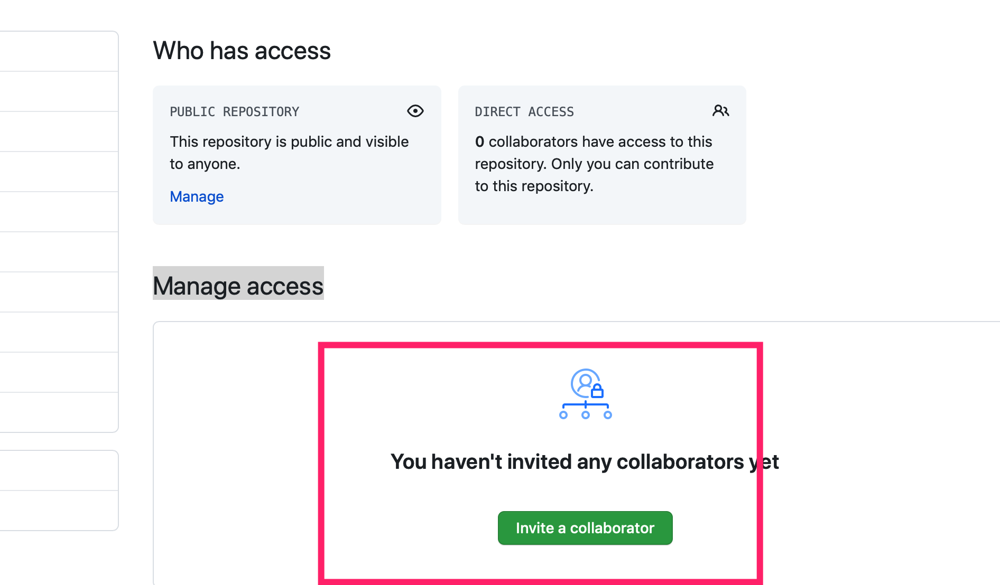 Who has access
PUBLIC REPOSITORY
This repository is public and visible
to anyone.
Manage
DIRECT ACCESS
0 collaborators have access to this
repository. Only you can contribute
to this repository.
Manage access
You haven't invited any collaborators yet
Invite a collaborator